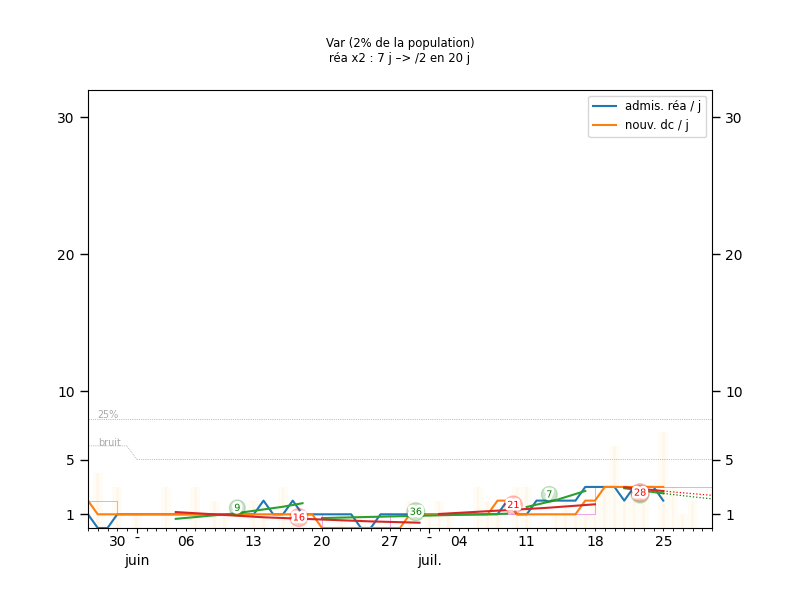 Var (2% de la population)
réa x2 : 7 j –> /2 en 20 j
admis. réa / j
nouv. dc / j
30
30
20
20
10
10
25%
bruit
5
5
9
16
36
21
7
28
1
1
30 - 06 13 20 27 - 04 11 18 25
juin juil.